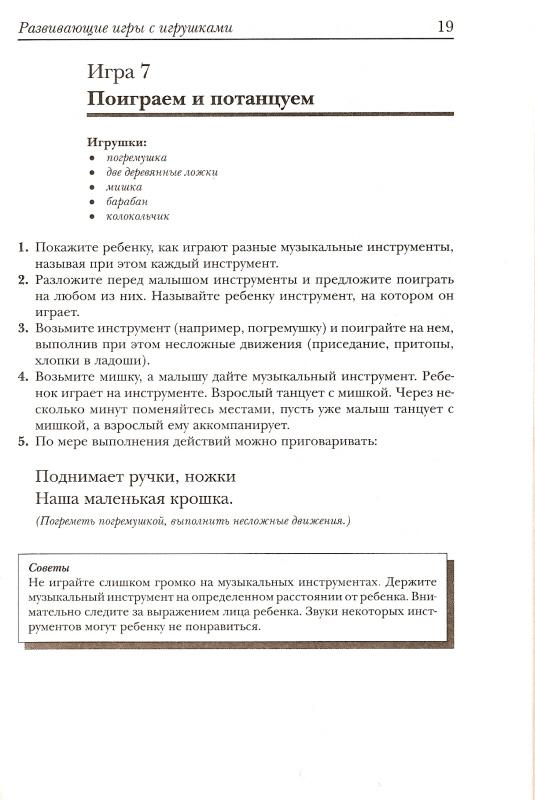 Развивающие игры с игрушками 19
Игра 7
Поиграем и потанцуем
Игрушки:
• погремушка
• две деревянные ложки
• мишка
• барабан
• колокольчик
1. Покажите ребенку, как играют разные музыкальные инструменты,
называя при этом каждый инструмент.
2. Разложите перед малышом инструменты и предложите поиграть
на любом из них. Называйте ребенку инструмент, на котором он
играет.
3. Возьмите инструмент (например, погремушку) и поиграйте на нем,
выполнив при этом несложные движения (приседание, притопы,
хлопки в ладоши).
4. Возьмите мишку, а малышу дайте музыкальный инструмент. Ребе-
нок играет на инструменте. Взрослый танцует с мишкой. Через не-
сколько минут поменяйтесь местами, пусть уже малыш танцует с
мишкой, а взрослый ему аккомпанирует.
5. По мере выполнения действий можно приговаривать:
Поднимает ручки, ножки
Наша маленькая крошка.
(Погреметь погремушкой, выполнить несложные движения.)
Советы
Не играйте слишком громко на музыкальных инструментах. Держите
музыкальный инструмент на определенном расстоянии от ребенка. Вни-
мательно следите за выражением лица ребенка. Звуки некоторых инст-
рументов могут ребенку не понравиться.